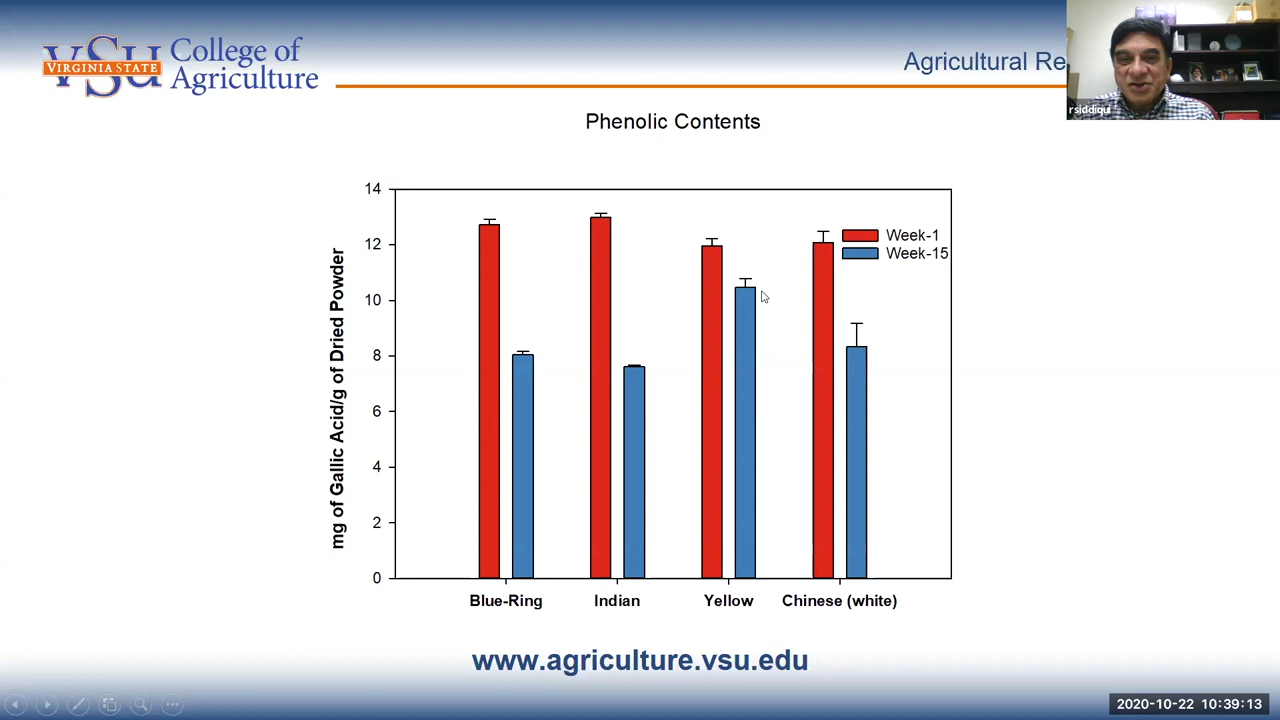 VSU
VIRGINIA STATE
College of
Agriculture
Agricultural Re
rsiddiqui
Phenolic Contents
14
12
10
8
6
4
2
0
mg of Gallic Acid/g of Dried Powder
Week-1
Week-15
Blue-Ring Indian Yellow Chinese (white)
www.agriculture.vsu.edu
2020-10-22 10:39:13